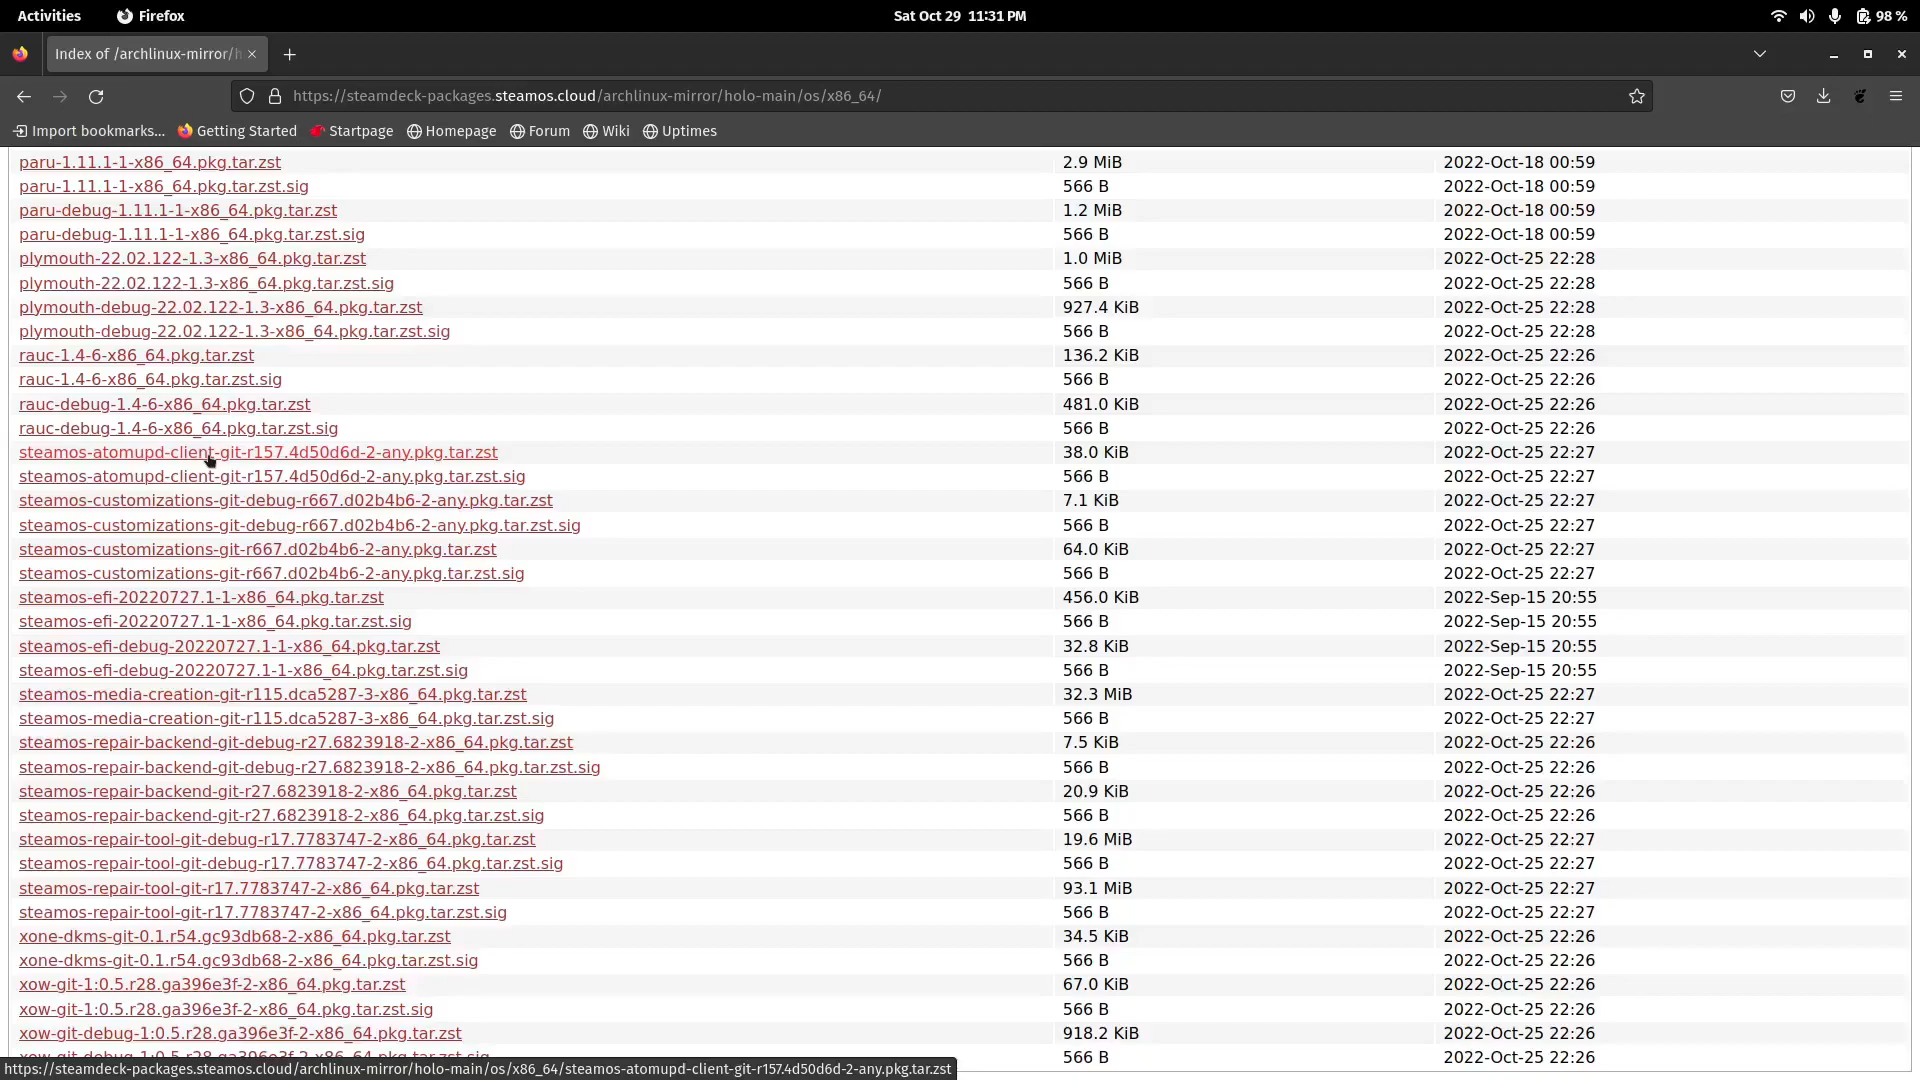 Activities Firefox Sat Oct 29 11:31 PM 98 %
Index of /archlinux-mirror/h
https://steamdeck-packages.steamos.cloud/archlinux-mirror/holo-main/os/x86_64/
Import bookmarks... Getting Started Startpage Homepage Forum Wiki Uptimes
paru-1.11.1-1-x86_64.pkg.tar.zst 2.9 MiB 2022-Oct-18 00:59
paru-1.11.1-1-x86_64.pkg.tar.zst.sig 566 B 2022-Oct-18 00:59
paru-debug-1.11.1-1-x86_64.pkg.tar.zst 1.2 MiB 2022-Oct-18 00:59
paru-debug-1.11.1-1-x86_64.pkg.tar.zst.sig 566 B 2022-Oct-18 00:59
plymouth-22.02.122-1.3-x86_64.pkg.tar.zst 1.0 MiB 2022-Oct-25 22:28
plymouth-22.02.122-1.3-x86_64.pkg.tar.zst.sig 566 B 2022-Oct-25 22:28
plymouth-debug-22.02.122-1.3-x86_64.pkg.tar.zst 927.4 KiB 2022-Oct-25 22:28
plymouth-debug-22.02.122-1.3-x86_64.pkg.tar.zst.sig 566 B 2022-Oct-25 22:28
rauc-1.4-6-x86_64.pkg.tar.zst 136.2 KiB 2022-Oct-25 22:26
rauc-1.4-6-x86_64.pkg.tar.zst.sig 566 B 2022-Oct-25 22:26
rauc-debug-1.4-6-x86_64.pkg.tar.zst 481.0 KiB 2022-Oct-25 22:26
rauc-debug-1.4-6-x86_64.pkg.tar.zst.sig 566 B 2022-Oct-25 22:26
steamos-atomupd-client-git-r157.4d50d6d-2-any.pkg.tar.zst 38.0 KiB 2022-Oct-25 22:27
steamos-atomupd-client-git-r157.4d50d6d-2-any.pkg.tar.zst.sig 566 B 2022-Oct-25 22:27
steamos-customizations-git-debug-r667.d02b4b6-2-any.pkg.tar.zst 7.1 KiB 2022-Oct-25 22:27
steamos-customizations-git-debug-r667.d02b4b6-2-any.pkg.tar.zst.sig 566 B 2022-Oct-25 22:27
steamos-customizations-git-r667.d02b4b6-2-any.pkg.tar.zst 64.0 KiB 2022-Oct-25 22:27
steamos-customizations-git-r667.d02b4b6-2-any.pkg.tar.zst.sig 566 B 2022-Oct-25 22:27
steamos-efi-20220727.1-1-x86_64.pkg.tar.zst 456.0 KiB 2022-Sep-15 20:55
steamos-efi-20220727.1-1-x86_64.pkg.tar.zst.sig 566 B 2022-Sep-15 20:55
steamos-efi-debug-20220727.1-1-x86_64.pkg.tar.zst 32.8 KiB 2022-Sep-15 20:55
steamos-efi-debug-20220727.1-1-x86_64.pkg.tar.zst.sig 566 B 2022-Sep-15 20:55
steamos-media-creation-git-r115.dca5287-3-x86_64.pkg.tar.zst 32.3 MiB 2022-Oct-25 22:27
steamos-media-creation-git-r115.dca5287-3-x86_64.pkg.tar.zst.sig 566 B 2022-Oct-25 22:27
steamos-repair-backend-git-debug-r27.6823918-2-x86_64.pkg.tar.zst 7.5 KiB 2022-Oct-25 22:26
steamos-repair-backend-git-debug-r27.6823918-2-x86_64.pkg.tar.zst.sig 566 B 2022-Oct-25 22:26
steamos-repair-backend-git-r27.6823918-2-x86_64.pkg.tar.zst 20.9 KiB 2022-Oct-25 22:26
steamos-repair-backend-git-r27.6823918-2-x86_64.pkg.tar.zst.sig 566 B 2022-Oct-25 22:26
steamos-repair-tool-git-debug-r17.7783747-2-x86_64.pkg.tar.zst 19.6 MiB 2022-Oct-25 22:27
steamos-repair-tool-git-debug-r17.7783747-2-x86_64.pkg.tar.zst.sig 566 B 2022-Oct-25 22:27
steamos-repair-tool-git-r17.7783747-2-x86_64.pkg.tar.zst 93.1 MiB 2022-Oct-25 22:27
steamos-repair-tool-git-r17.7783747-2-x86_64.pkg.tar.zst.sig 566 B 2022-Oct-25 22:27
xone-dkms-git-0.1.r54.gc93db68-2-x86_64.pkg.tar.zst 34.5 KiB 2022-Oct-25 22:26
xone-dkms-git-0.1.r54.gc93db68-2-x86_64.pkg.tar.zst.sig 566 B 2022-Oct-25 22:26
xow-git-1:0.5.r28.ga396e3f-2-x86_64.pkg.tar.zst 67.0 KiB 2022-Oct-25 22:26
xow-git-1:0.5.r28.ga396e3f-2-x86_64.pkg.tar.zst.sig 566 B 2022-Oct-25 22:26
xow-git-debug-1:0.5.r28.ga396e3f-2-x86_64.pkg.tar.zst 918.2 KiB 2022-Oct-25 22:26
xow-git-debug-1:0.5.r28.ga396e3f-2-x86_64.pkg.tar.zst.sig 566 B 2022-Oct-25 22:26
https://steamdeck-packages.steamos.cloud/archlinux-mirror/holo-main/os/x86_64/steamos-atomupd-client-git-r157.4d50d6d-2-any.pkg.tar.zst